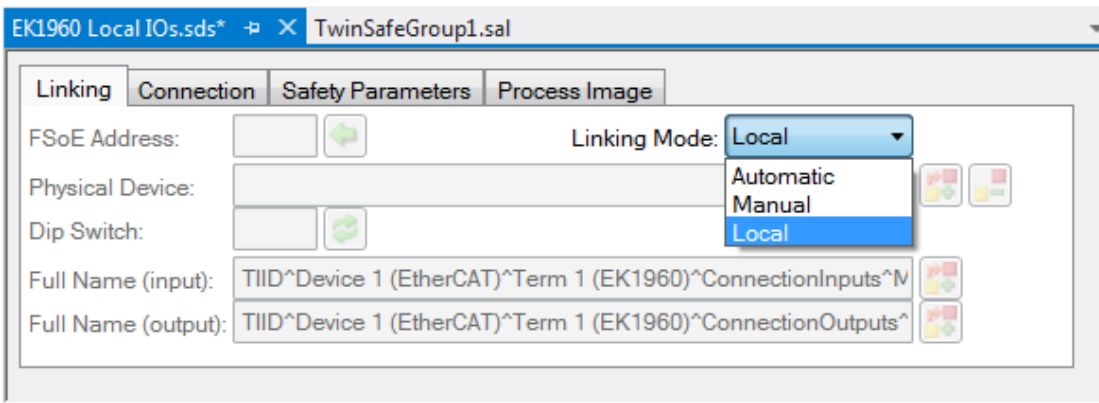 EK1960 Local IOs.sds* TwinSafeGroup1.sal
Linking Connection Safety Parameters Process Image
FSoE Address: Linking Mode: Local
Automatic
Physical Device:
Manual
Dip Switch: Local
Full Name (input): TIID^Device 1 (EtherCAT)^Term 1 (EK1960)^ConnectionInputs^M
Full Name (output): TIID^Device 1 (EtherCAT)^Term 1 (EK1960)^ConnectionOutputs^